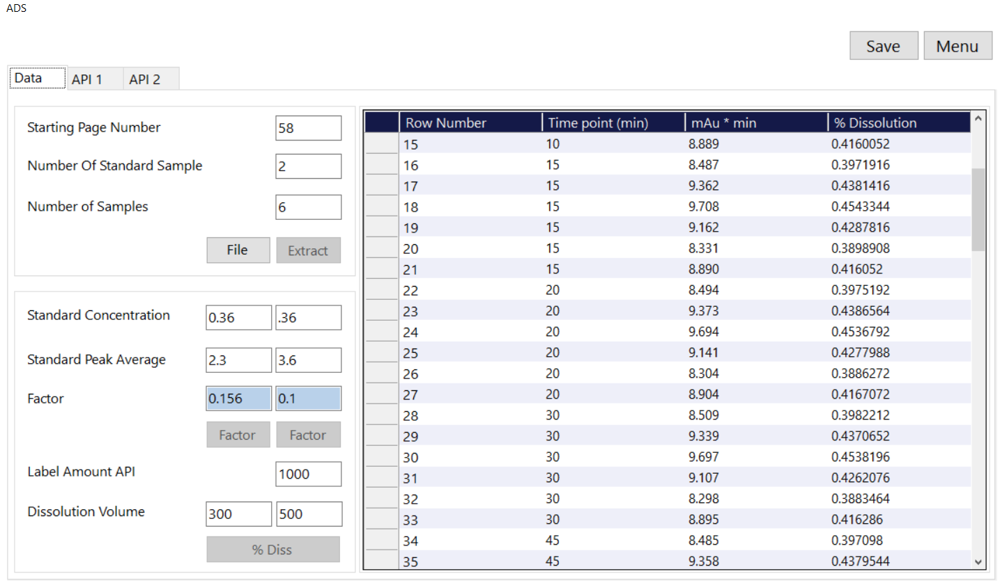 ADS
Save Menu
Data API 1 API 2
Starting Page Number 58
Number Of Standard Sample 2
Number of Samples 6
File Extract
Standard Concentration 0.36 .36
Standard Peak Average 2.3 3.6
Factor 0.156 0.1
Factor Factor
Label Amount API 1000
Dissolution Volume 300 500
% Diss
Row Number Time point (min) mAu * min % Dissolution
15 10 8.889 0.4160052
16 15 8.487 0.3971916
17 15 9.362 0.4381416
18 15 9.708 0.4543344
19 15 9.162 0.4287816
20 15 8.331 0.3898908
21 15 8.890 0.416052
22 20 8.494 0.3975192
23 20 9.373 0.4386564
24 20 9.694 0.4536792
25 20 9.141 0.4277988
26 20 8.304 0.3886272
27 20 8.904 0.4167072
28 30 8.509 0.3982212
29 30 9.339 0.4370652
30 30 9.697 0.4538196
31 30 9.107 0.4262076
32 30 8.298 0.3883464
33 30 8.895 0.416286
34 45 8.485 0.397098
35 45 9.358 0.4379544